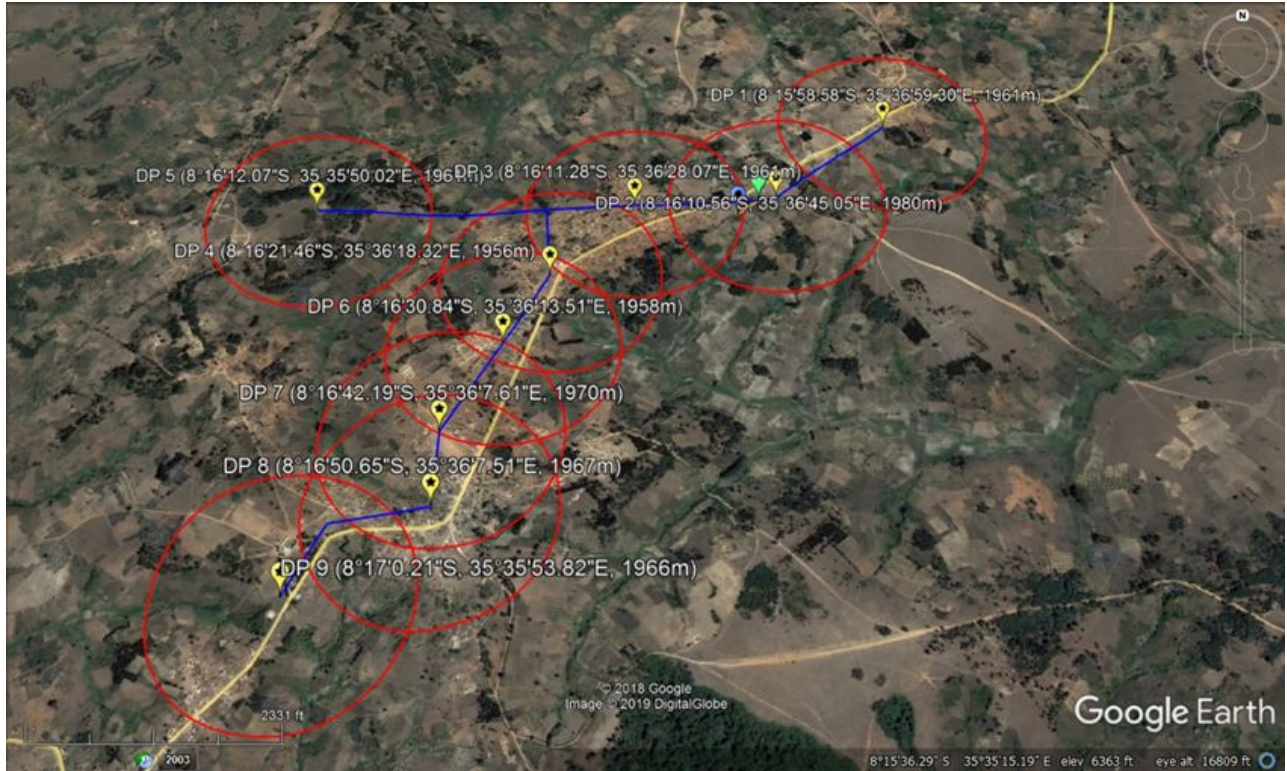 N
DP 1 (8°15'58.58"S, 35°36'59.30"E, 1961m)
DP 5 (8°16'12.07"S, 35°35'50.02"E, 1961m)
DP 3 (8°16'11.28"S, 35°36'28.07"E, 1961m)
DP 2 (8°16'10.56"S, 35°36'45.05"E, 1980m)
DP 4 (8°16'21.46"S, 35°36'18.32"E, 1956m)
DP 6 (8°16'30.84"S, 35°36'13.51"E, 1958m)
DP 7 (8°16'42.19"S, 35°36'7.61"E, 1970m)
DP 8 (8°16'50.65"S, 35°36'7.51"E, 1967m)
DP 9 (8°17'0.21"S, 35°35'53.82"E, 1966m)
2331 ft
© 2018 Google
Image © 2019 DigitalGlobe
Google Earth
2003
8°15'36.29" S 35°35'15.19" E elev 6363 ft eye alt 16809 ft